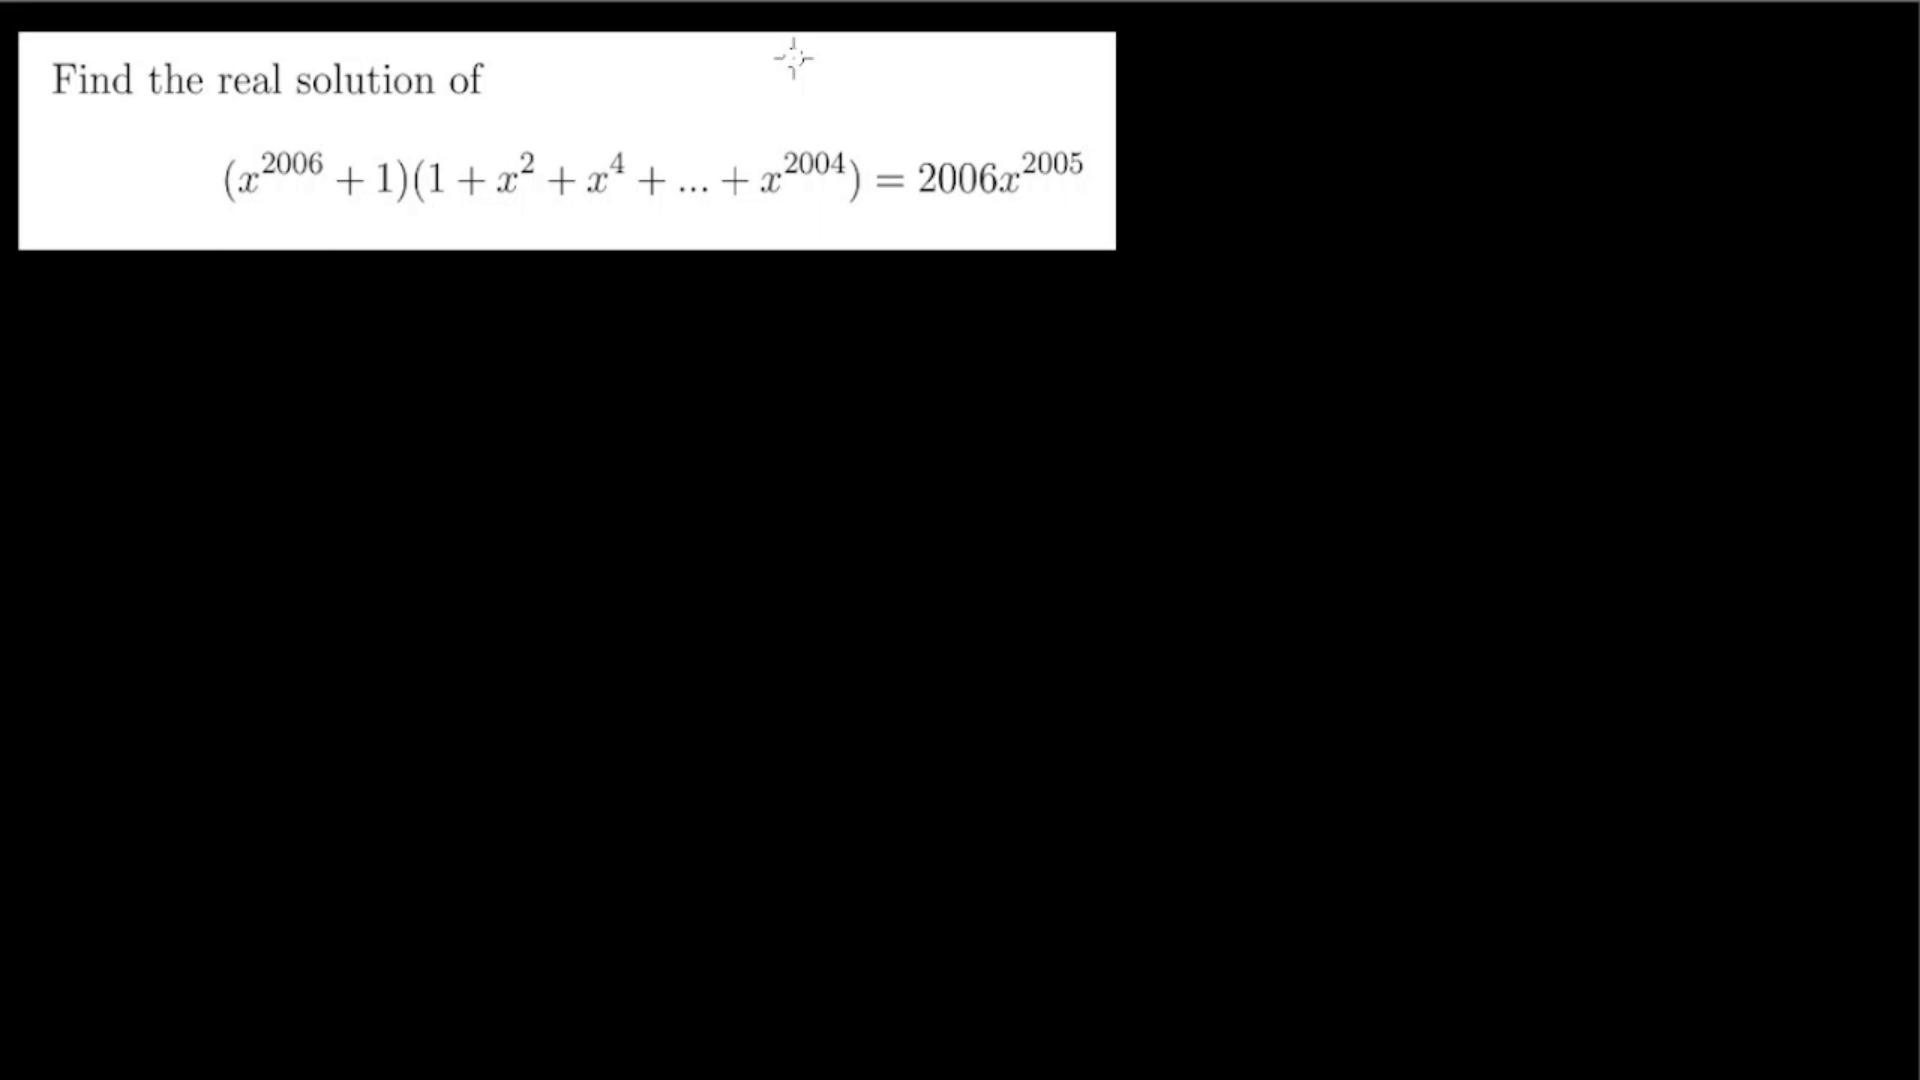 Find the real solution of
(x^2006 + 1)(1 + x^2 + x^4 + ... + x^2004) = 2006x^2005